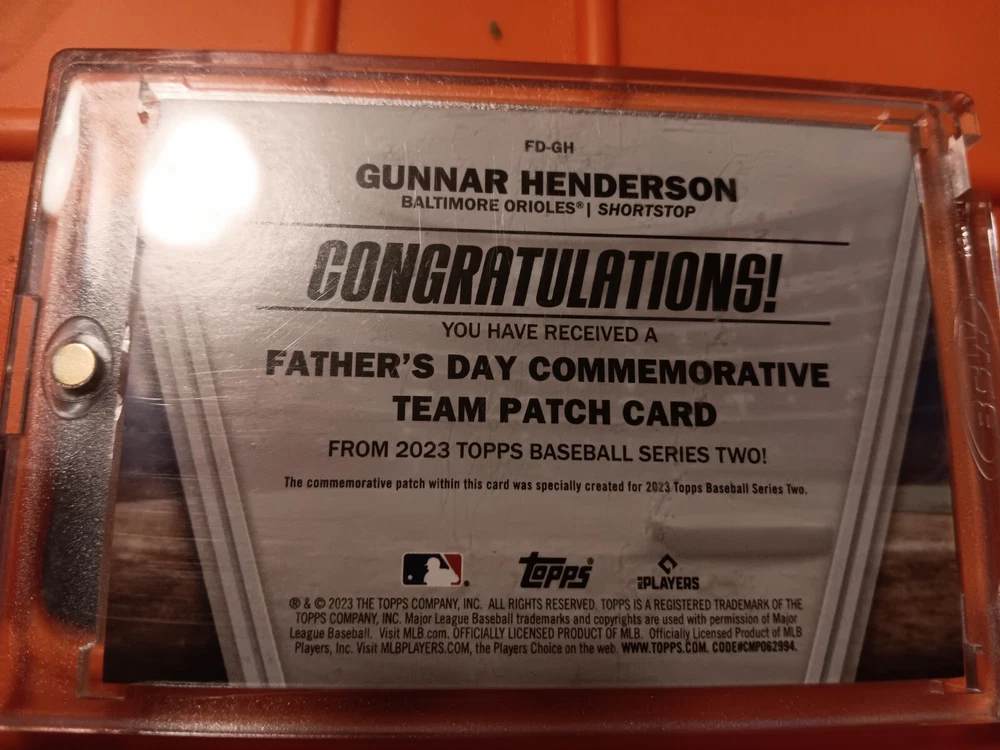 FD-GH
GUNNAR HENDERSON
BALTIMORE ORIOLES® | SHORTSTOP
CONGRATULATIONS!
YOU HAVE RECEIVED A
FATHER'S DAY COMMEMORATIVE
TEAM PATCH CARD
FROM 2023 TOPPS BASEBALL SERIES TWO!
The commemorative patch within this card was specially created for 2023 Topps Baseball Series Two.
topps® PLAYERS
® & © 2023 THE TOPPS COMPANY, INC. ALL RIGHTS RESERVED. TOPPS IS A REGISTERED TRADEMARK OF THE
TOPPS COMPANY, INC. Major League Baseball trademarks and copyrights are used with permission of Major
League Baseball. Visit MLB.com. OFFICIALLY LICENSED PRODUCT OF MLB. Officially Licensed Product of MLB
Players, Inc. Visit MLBPLAYERS.COM, the Players Choice on the web. WWW.TOPPS.COM. CODE#CMP062994.